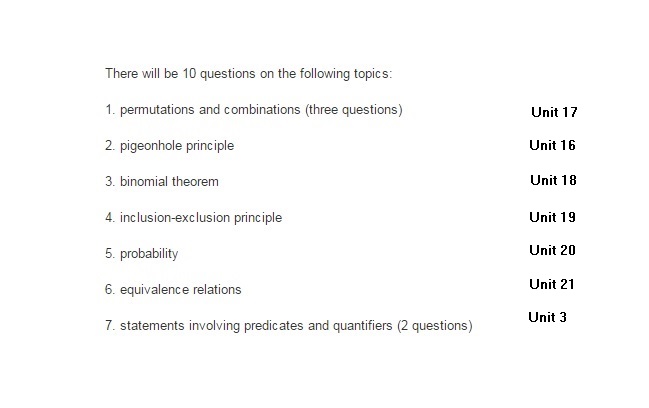 There will be 10 questions on the following topics:
1. permutations and combinations (three questions) Unit 17
2. pigeonhole principle Unit 16
3. binomial theorem Unit 18
4. inclusion-exclusion principle Unit 19
5. probability Unit 20
6. equivalence relations Unit 21
7. statements involving predicates and quantifiers (2 questions) Unit 3